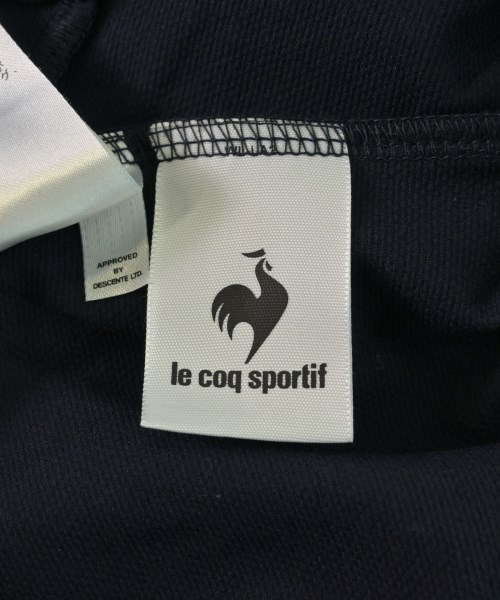 APPROVED
BY
DESCENTE LTD.
le coq sportif